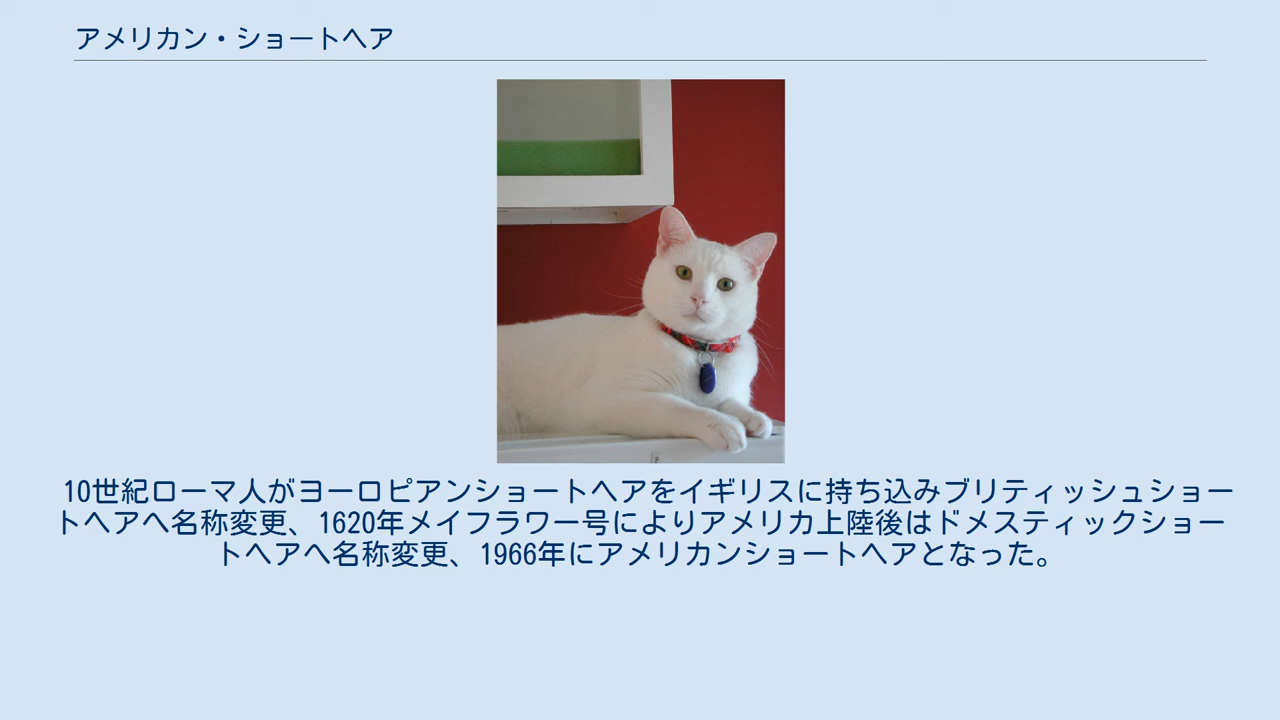 アメリカン・ショートヘア
10世紀ローマ人がヨーロピアンショートヘアをイギリスに持ち込みブリティッシュショー
トヘアへ名称変更、1620年メイフラワー号によりアメリカ上陸後はドメスティックショー
トヘアへ名称変更、1966年にアメリカンショートヘアとなった。